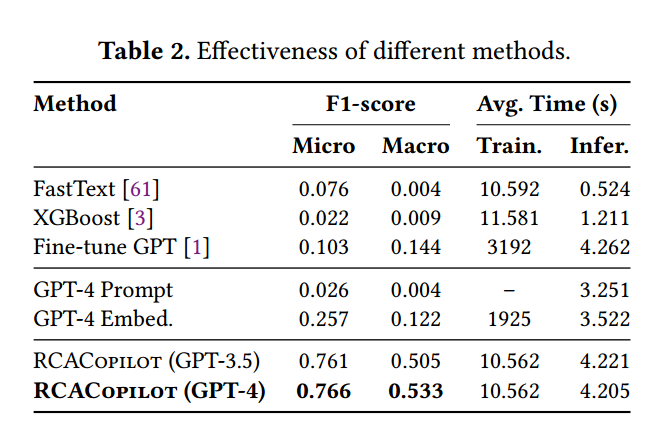 Table 2. Effectiveness of different methods.
Method F1-score Avg. Time (s)
Micro Macro Train. Infer.
FastText [61] 0.076 0.004 10.592 0.524
XGBoost [3] 0.022 0.009 11.581 1.211
Fine-tune GPT [1] 0.103 0.144 3192 4.262
GPT-4 Prompt 0.026 0.004 – 3.251
GPT-4 Embed. 0.257 0.122 1925 3.522
RCACopilot (GPT-3.5) 0.761 0.505 10.562 4.221
RCACopilot (GPT-4) 0.766 0.533 10.562 4.205